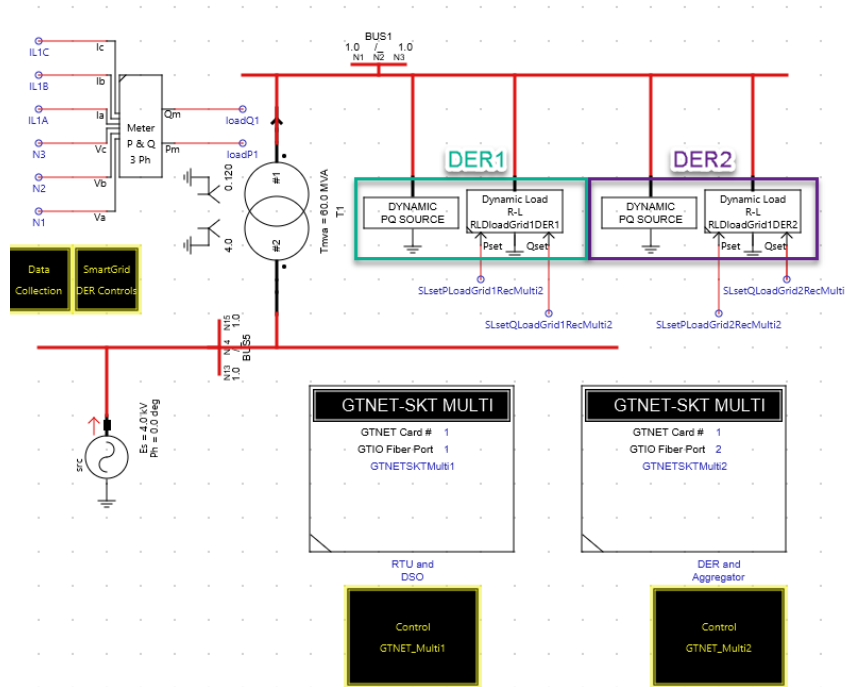 BUS1
1.0 /_ 1.0
N1 N2 N3
IL1C
Ic
IL1B
Ib
IL1A
Ia
N3
Vc
N2
Vb
N1
Va
Meter
P & Q
3 Ph
Qm
Pm
loadQ1
loadP1
0.120
#1
4.0
#2
Tmva = 60.0 MVA
T1
DER1
DYNAMIC
PQ SOURCE
Dynamic Load
R-L
RLDloadGrid1DER1
Pset
Qset
SLsetPLoadGrid1RecMulti2
SLsetQLoadGrid1RecMulti2
DER2
DYNAMIC
PQ SOURCE
Dynamic Load
R-L
RLDloadGrid1DER2
Pset
Qset
SLsetQLoadGrid2RecMulti
SLsetPLoadGrid2RecMulti2
Data
Collection
SmartGrid
DER Controls
N15 1.0
N14 /_
N13 1.0
BUS5
src
Es = 4.0 kV
Ph = 0.0 deg
GTNET-SKT MULTI
GTNET Card # 1
GTIO Fiber Port 1
GTNETSKTMulti1
RTU and
DSO
Control
GTNET_Multi1
GTNET-SKT MULTI
GTNET Card # 1
GTIO Fiber Port 2
GTNETSKTMulti2
DER and
Aggregator
Control
GTNET_Multi2